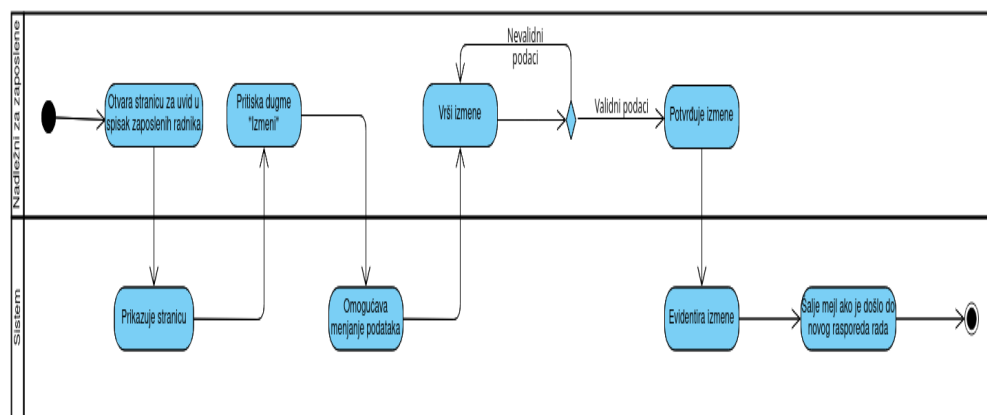 Nadležni za zaposlene
Otvara stranicu za uvid u
spisak zaposlenih radnika
Pritiska dugme
"Izmeni"
Vrši izmene
Nevalidni
podaci
Validni podaci
Potvrđuje izmene
Sistem
Prikazuje stranicu
Omogućava
menjanje podataka
Evidentira izmene
Šalje mejl ako je došlo do
novog rasporeda rada